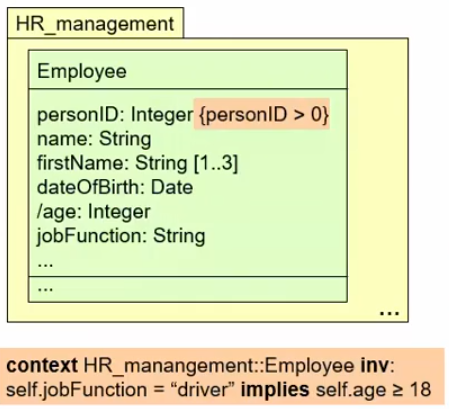 HR_management
Employee
personID: Integer {personID > 0}
name: String
firstName: String [1..3]
dateOfBirth: Date
/age: Integer
jobFunction: String
...
...
...
context HR_manangement::Employee inv:
self.jobFunction = “driver” implies self.age ≥ 18